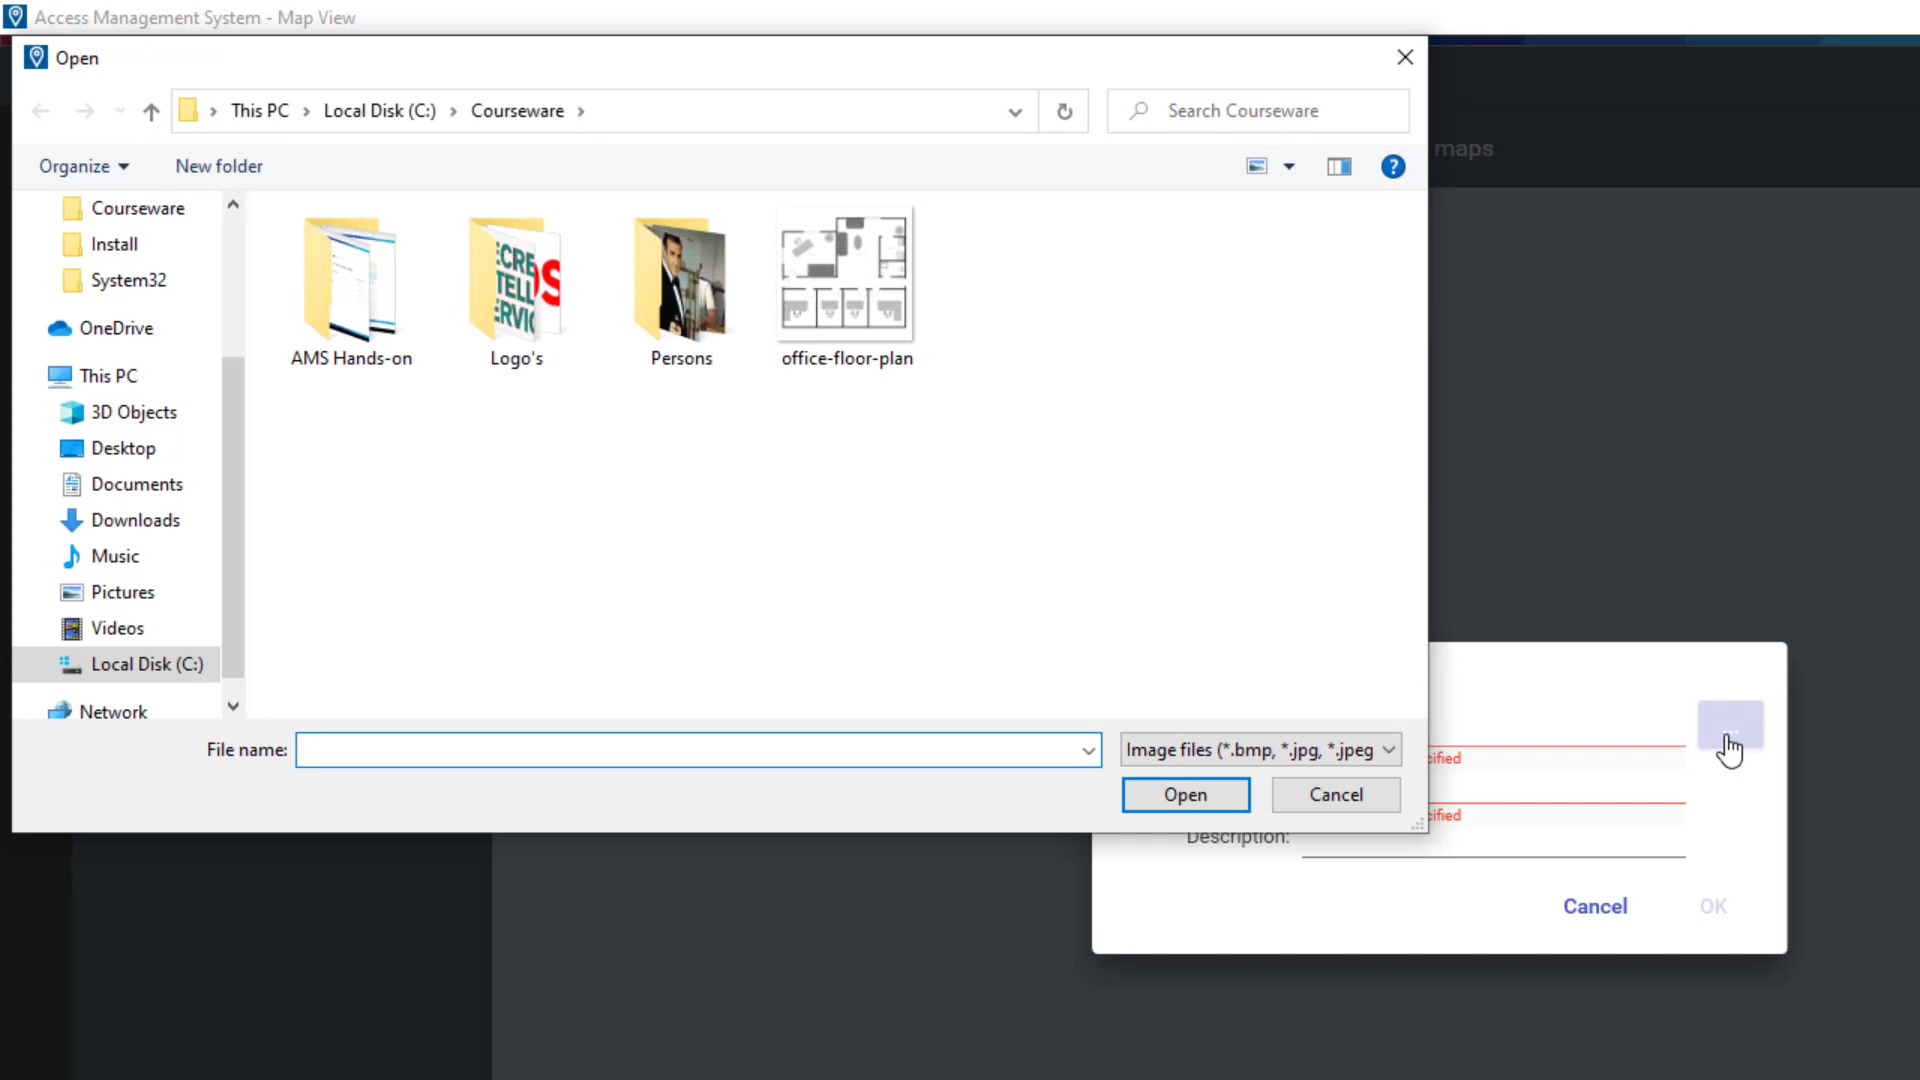 Access Management System - Map View
Open
This PC
Local Disk (C:)
Courseware
Search Courseware
maps
Organize
New folder
Courseware
Install
System32
OneDrive
This PC
3D Objects
Desktop
Documents
Downloads
Music
Pictures
Videos
Local Disk (C:)
Network
AMS Hands-on
Logo's
Persons
office-floor-plan
File name:
Image files (*.bmp, *.jpg, *.jpeg
Open
Cancel
...
cified
cified
Description:
Cancel
OK